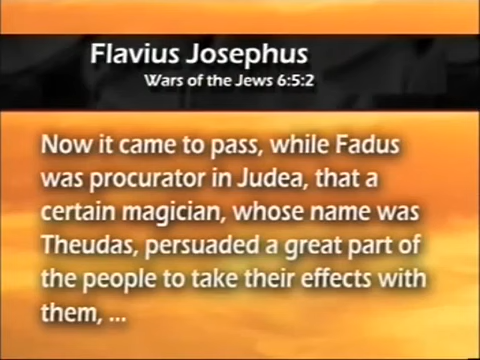 Flavius Josephus
Wars of the Jews 6:5:2
Now it came to pass, while Fadus
was procurator in Judea, that a
certain magician, whose name was
Theudas, persuaded a great part of
the people to take their effects with
them, ...